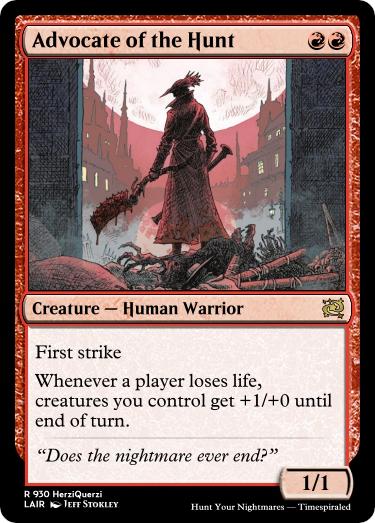 Advocate of the Hunt
Creature — Human Warrior
First strike
Whenever a player loses life,
creatures you control get +1/+0 until
end of turn.
“Does the nightmare ever end?”
1/1
R 930 HerziQuerzi
LAIR Jeff Stokley
Hunt Your Nightmares — Timespiraled